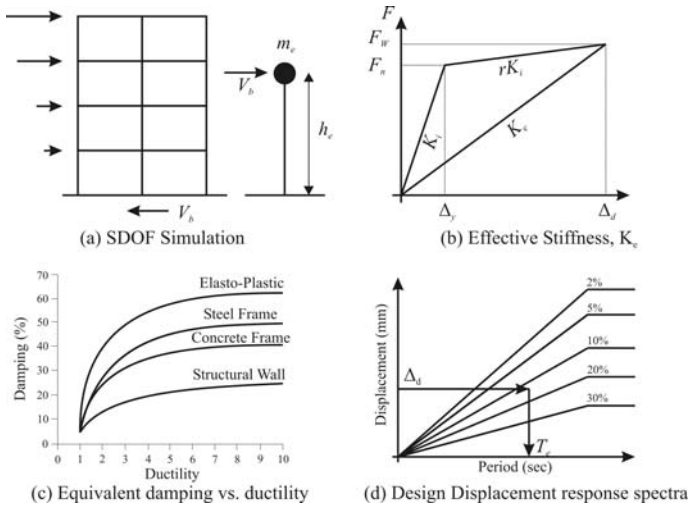 m_e
V_b
h_e
V_b
(a) SDOF Simulation
F
F_w
F_n
rK_i
K_i
K_e
Δ_y
Δ_d
(b) Effective Stiffness, K_e
70
60
50
40
30
20
10
0
Damping (%)
Elasto-Plastic
Steel Frame
Concrete Frame
Structural Wall
0 1 2 3 4 5 6 7 8 9 10
Ductility
(c) Equivalent damping vs. ductility
Displacement (mm)
2%
5%
10%
20%
30%
Δ_d
T_e
Period (sec)
(d) Design Displacement response spectra